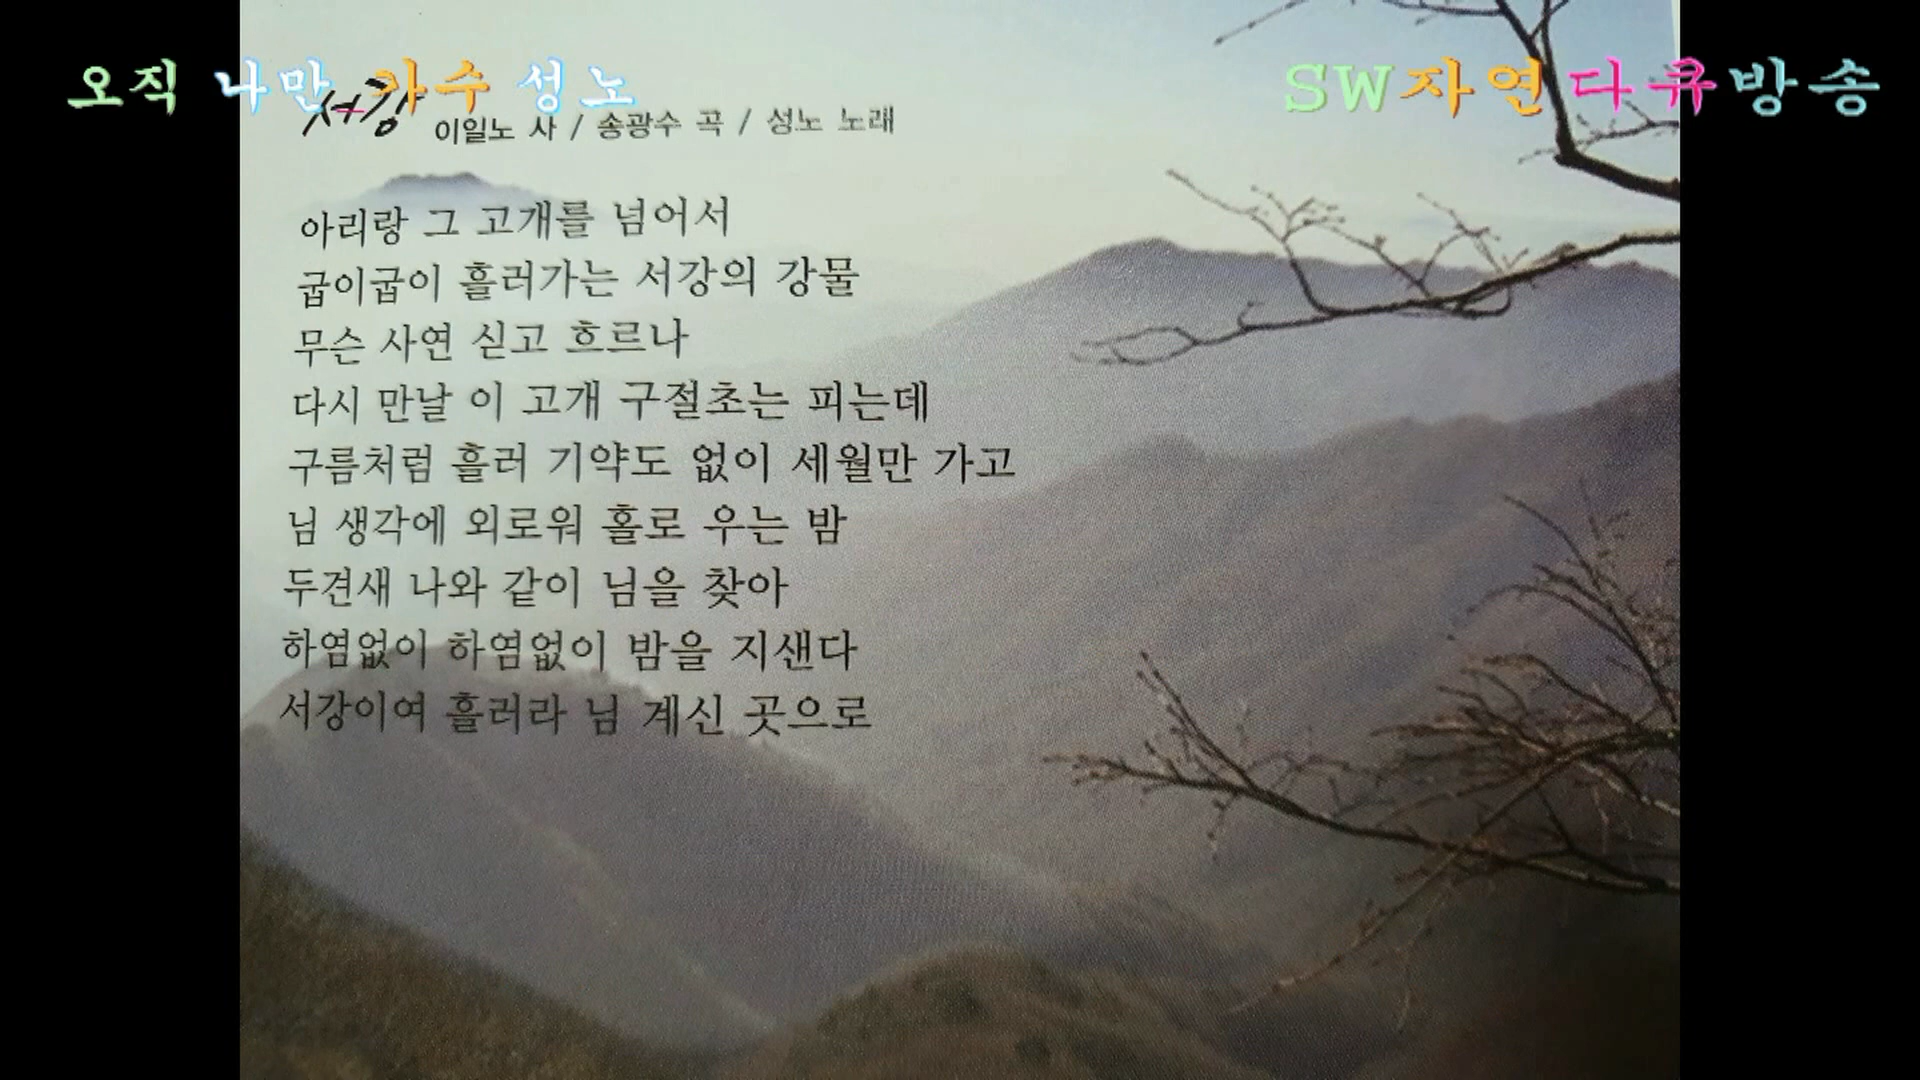 오직 나만 가수 성노
SW자연다큐방송
서강 이일노 사 / 송광수 곡 / 성노 노래
아리랑 그 고개를 넘어서
굽이굽이 흘러가는 서강의 강물
무슨 사연 싣고 흐르나
다시 만날 이 고개 구절초는 피는데
구름처럼 흘러 기약도 없이 세월만 가고
님 생각에 외로워 홀로 우는 밤
두견새 나와 같이 님을 찾아
하염없이 하염없이 밤을 지샌다
서강이여 흘러라 님 계신 곳으로